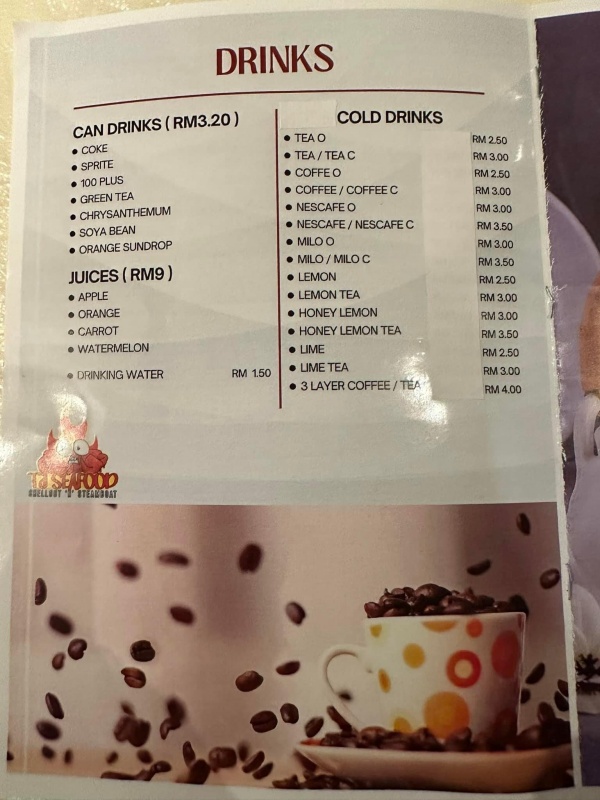 DRINKS
CAN DRINKS ( RM3.20 )
• COKE
• SPRITE
• 100 PLUS
• GREEN TEA
• CHRYSANTHEMUM
• SOYA BEAN
• ORANGE SUNDROP
JUICES ( RM9 )
• APPLE
• ORANGE
• CARROT
• WATERMELON
• DRINKING WATER RM 1.50
COLD DRINKS
• TEA O RM 2.50
• TEA / TEA C RM 3.00
• COFFE O RM 2.50
• COFFEE / COFFEE C RM 3.00
• NESCAFE O RM 3.00
• NESCAFE / NESCAFE C RM 3.50
• MILO O RM 3.00
• MILO / MILO C RM 3.50
• LEMON RM 2.50
• LEMON TEA RM 3.00
• HONEY LEMON RM 3.00
• HONEY LEMON TEA RM 3.50
• LIME RM 2.50
• LIME TEA RM 3.00
• 3 LAYER COFFEE / TEA RM 4.00
SEAFOOD
SHELLOUT 'N' STEAMBOAT